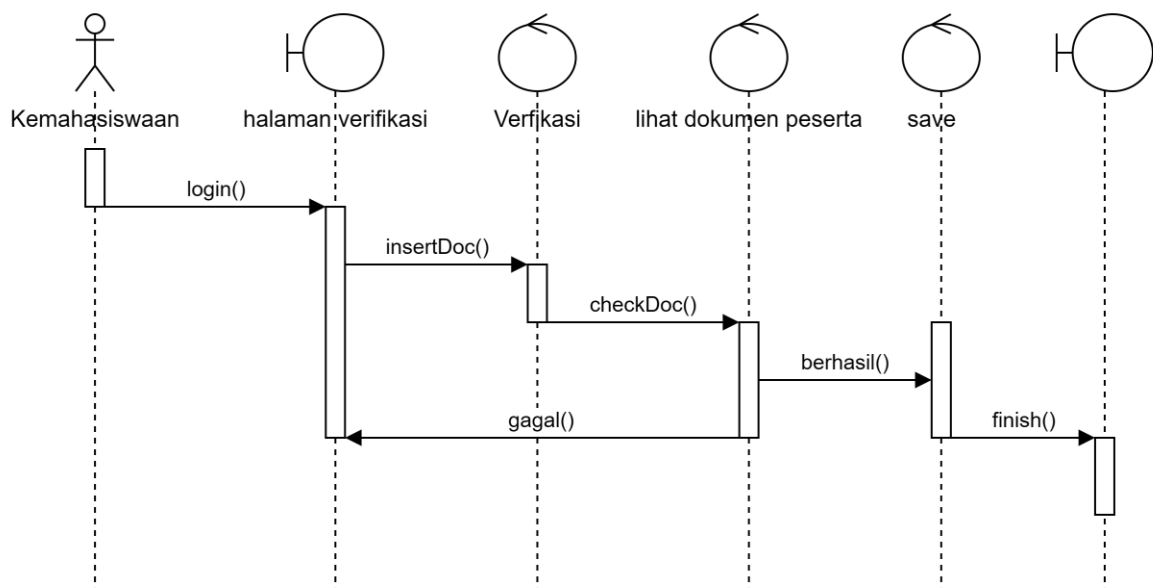 Kemahasiswaan
halaman verifikasi
Verfikasi
lihat dokumen peserta
save
login()
insertDoc()
checkDoc()
berhasil()
gagal()
finish()